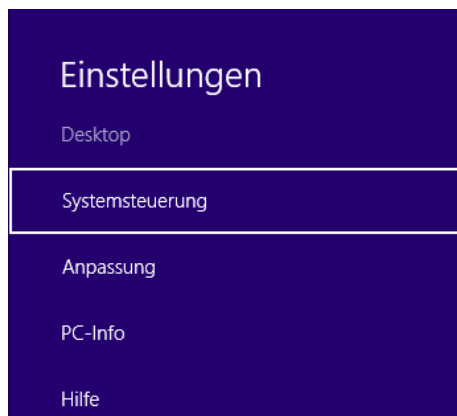 Einstellungen
Desktop
Systemsteuerung
Anpassung
PC-Info
Hilfe